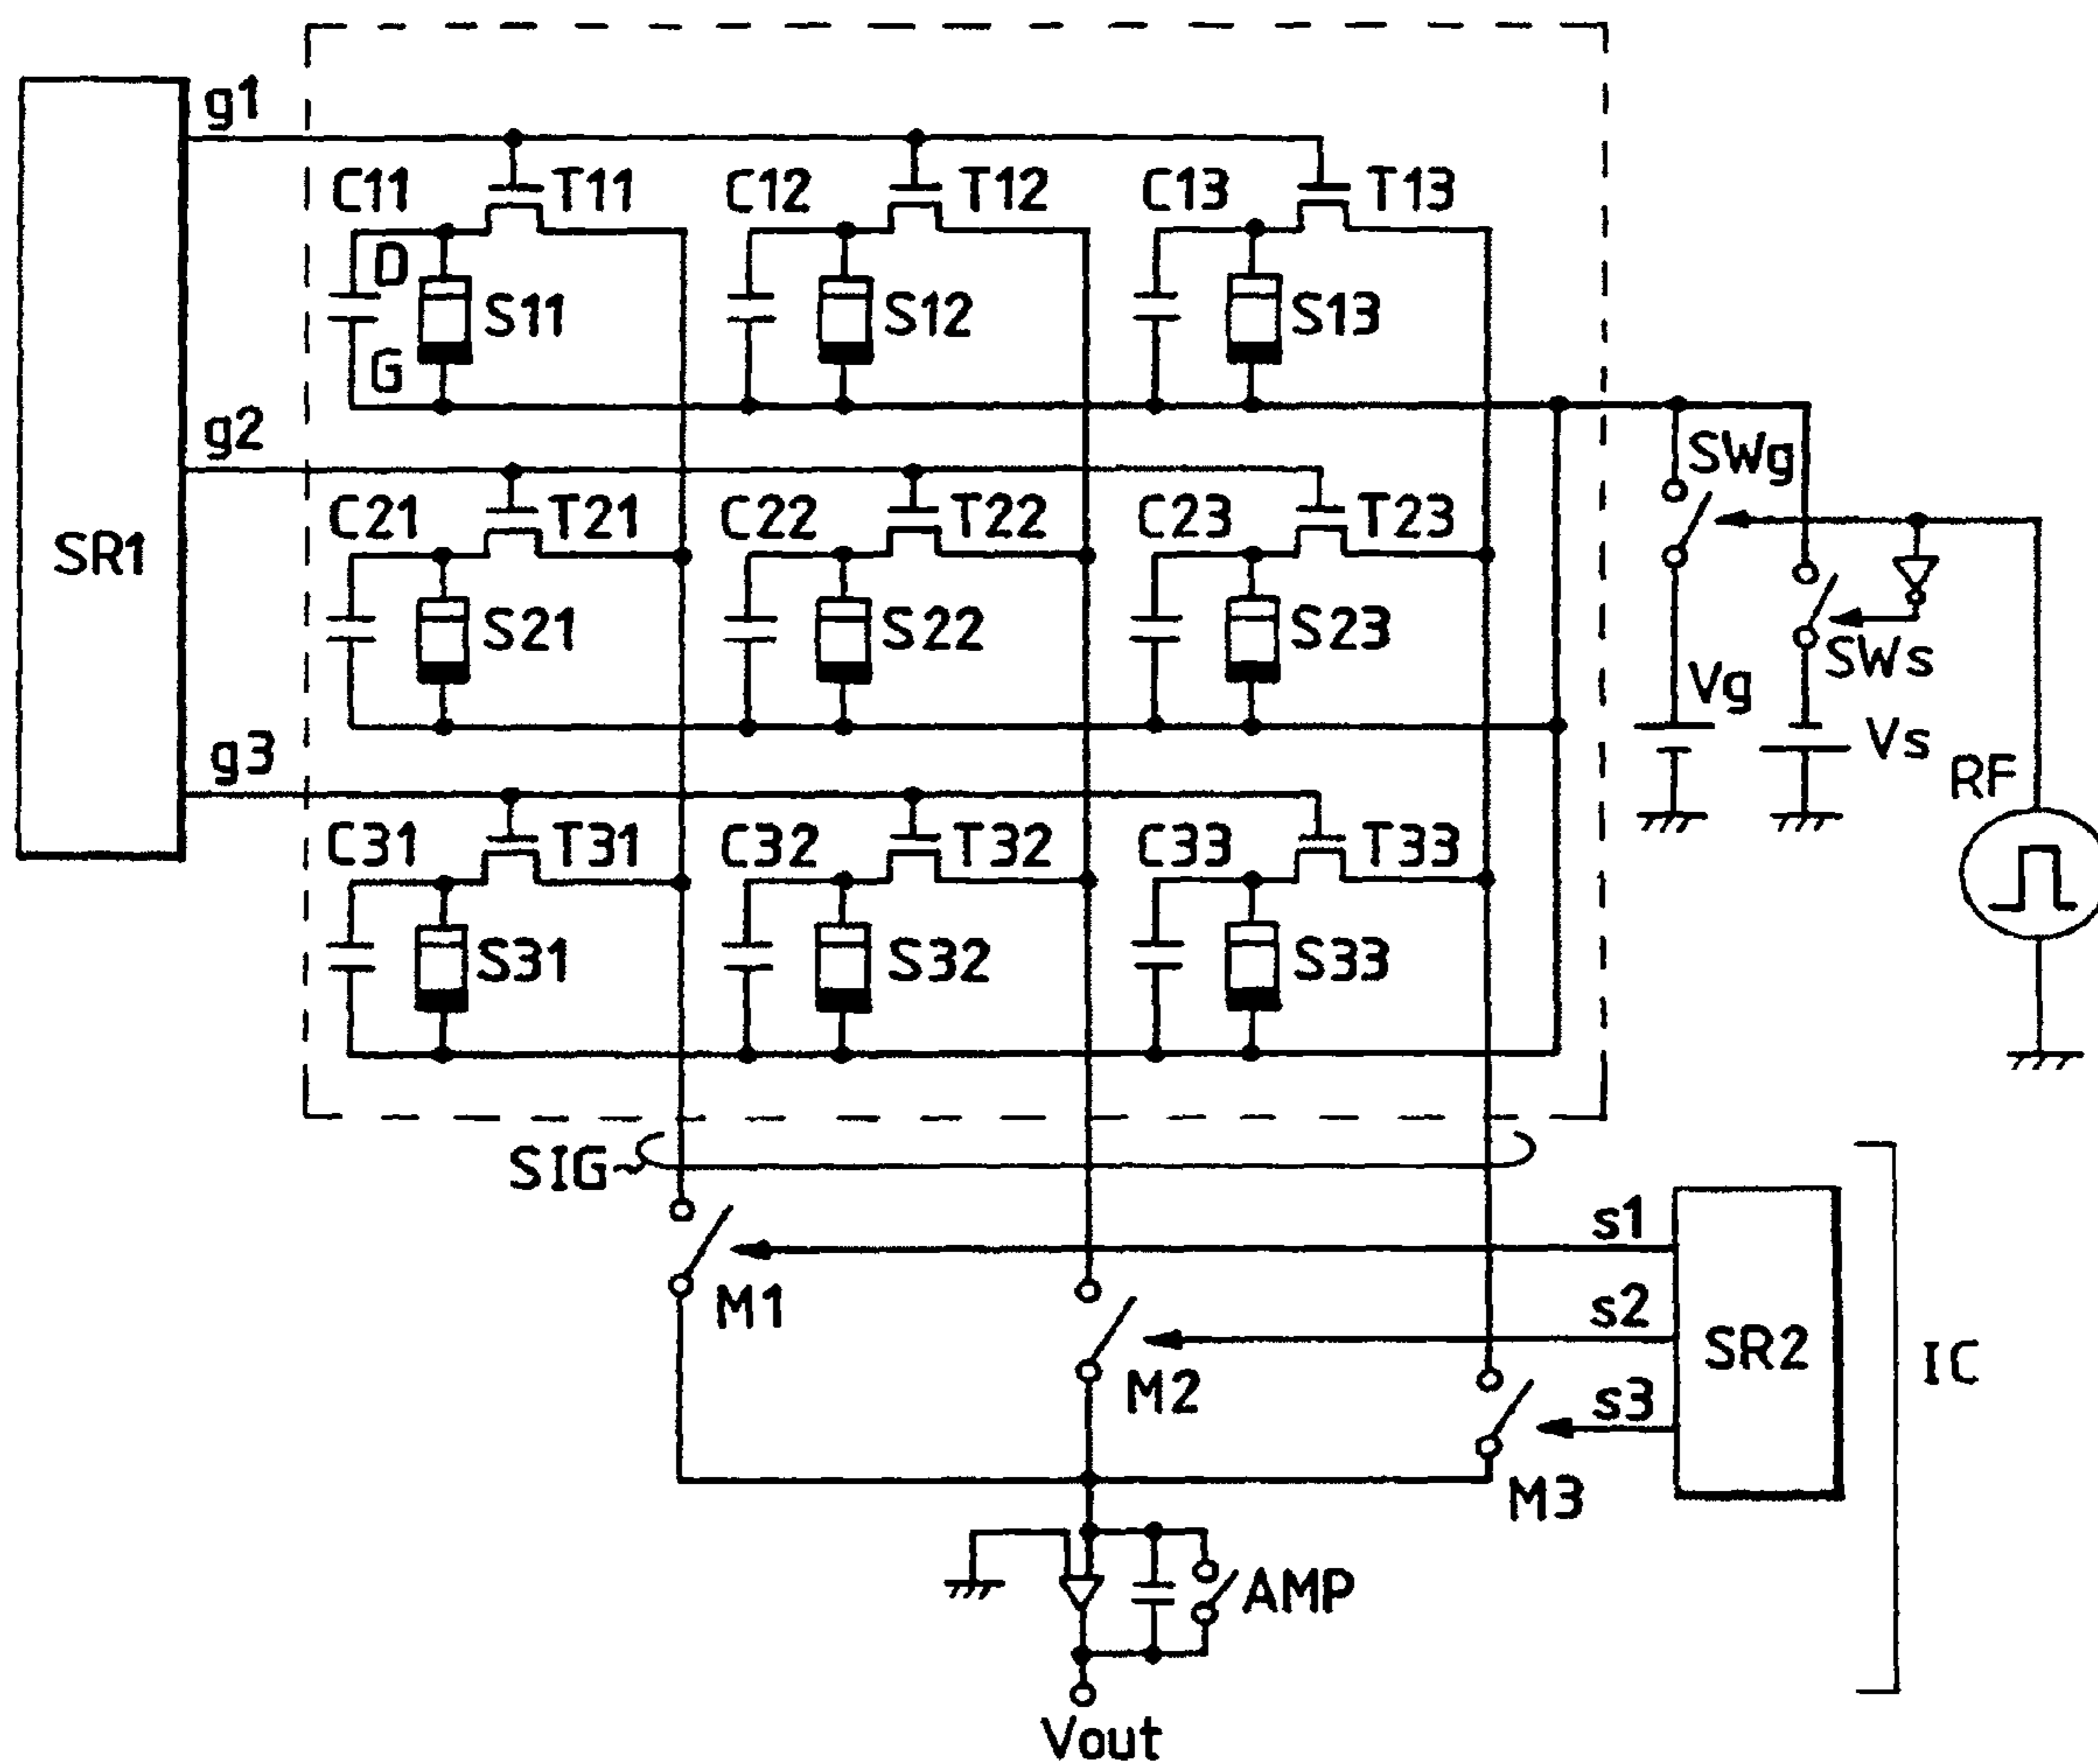 g1
C11 T11 C12 T12 C13 T13
D
S11 S12 S13
G
g2
SWg
C21 T21 C22 T22 C23 T23
SR1
S21 S22 S23
SWs
Vg
Vs
g3
RF
C31 T31 C32 T32 C33 T33
S31 S32 S33
SIG
s1
M1
s2
SR2
IC
M2
s3
M3
AMP
Vout